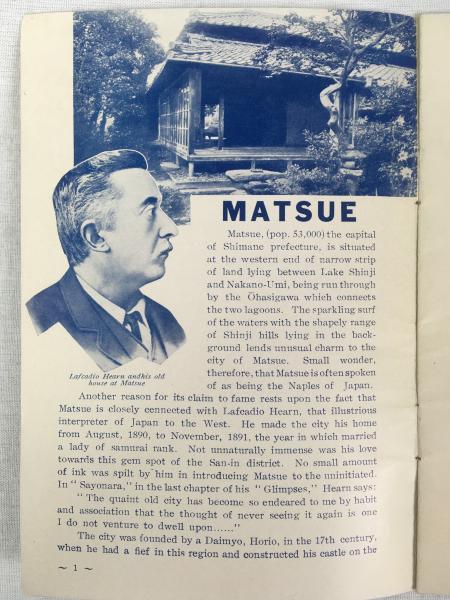 MATSUE
Matsue, (pop. 53,000) the capital
of Shimane prefecture, is situated
at the western end of narrow strip
of land lying between Lake Shinji
and Nakano-Umi, being run through
by the Ōhasigawa which connects
the two lagoons. The sparkling surf
of the waters with the shapely range
of Shinji hills lying in the back-
ground lends unusual charm to the
city of Matsue. Small wonder,
therefore, that Matsue is often spoken
of as being the Naples of Japan.
Lafcadio Hearn andhis old
house at Matsue
Another reason for its claim to fame rests upon the fact that
Matsue is closely connected with Lafcadio Hearn, that illustrious
interpreter of Japan to the West. He made the city his home
from August, 1890, to November, 1891, the year in which married
a lady of samurai rank. Not unnaturally immense was his love
towards this gem spot of the San-in district. No small amount
of ink was spilt by him in introducing Matsue to the uninitiated.
In "Sayonara," in the last chapter of his "Glimpses," Hearn says:
"The quaint old city has become so endeared to me by habit
and association that the thought of never seeing it again is one
I do not venture to dwell upon......"
The city was founded by a Daimyo, Horio, in the 17th century,
when he had a fief in this region and constructed his castle on the
~ 1 ~